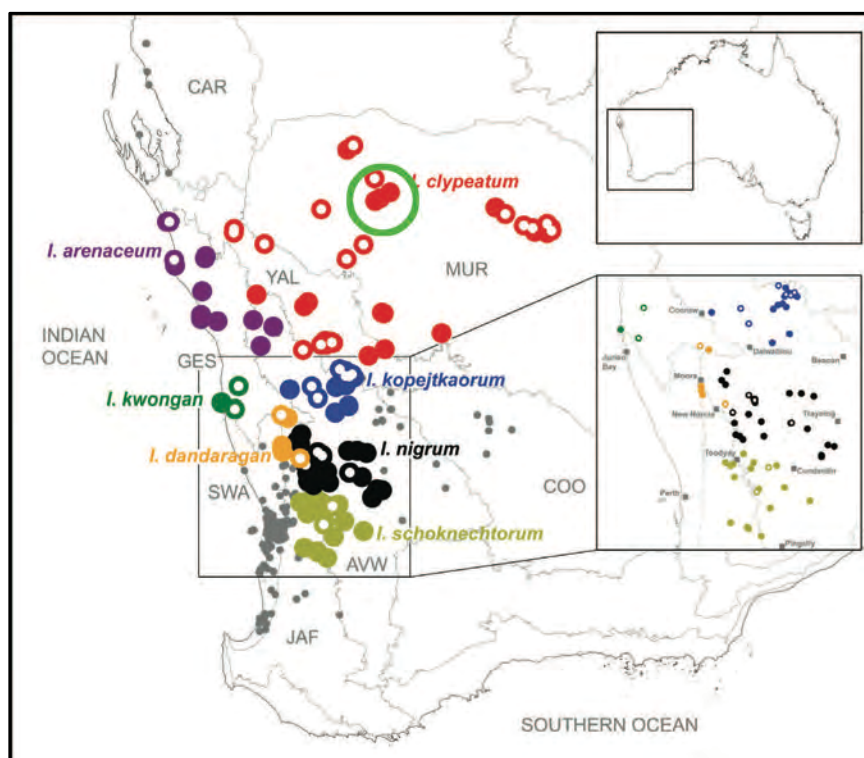 CAR
I. clypeatum
I. arenaceum
YAL
MUR
INDIAN
OCEAN
GES
I. kopejtkaorum
I. kwongan
I. dandaragan
I. nigrum
SWA
COO
I. schoknechtorum
AVW
JAF
SOUTHERN OCEAN
Coorow
Jurien
Bay
Dalwallinu
Beacon
Moora
New Norcia
Trayning
Toodyay
Cunderdin
Perth
Pingelly